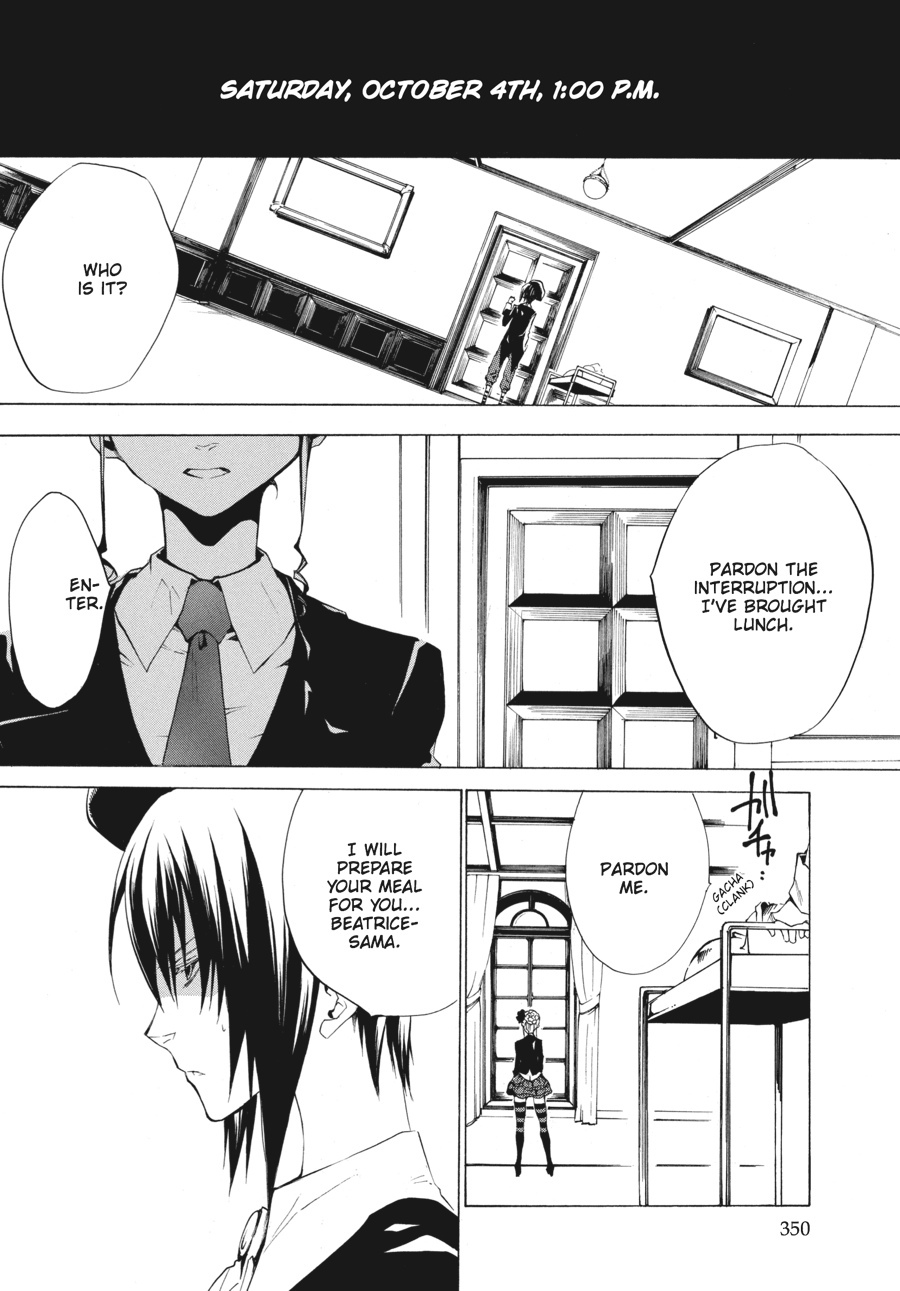 SATURDAY, OCTOBER 4TH, 1:00 P.M.
WHO
IS IT?
PARDON THE
INTERRUPTION...
I'VE BROUGHT
LUNCH.
EN-
TER.
ガチャ
GACHA
(CLANK)
PARDON
ME.
I WILL
PREPARE
YOUR MEAL
FOR YOU...
BEATRICE-
SAMA.
350